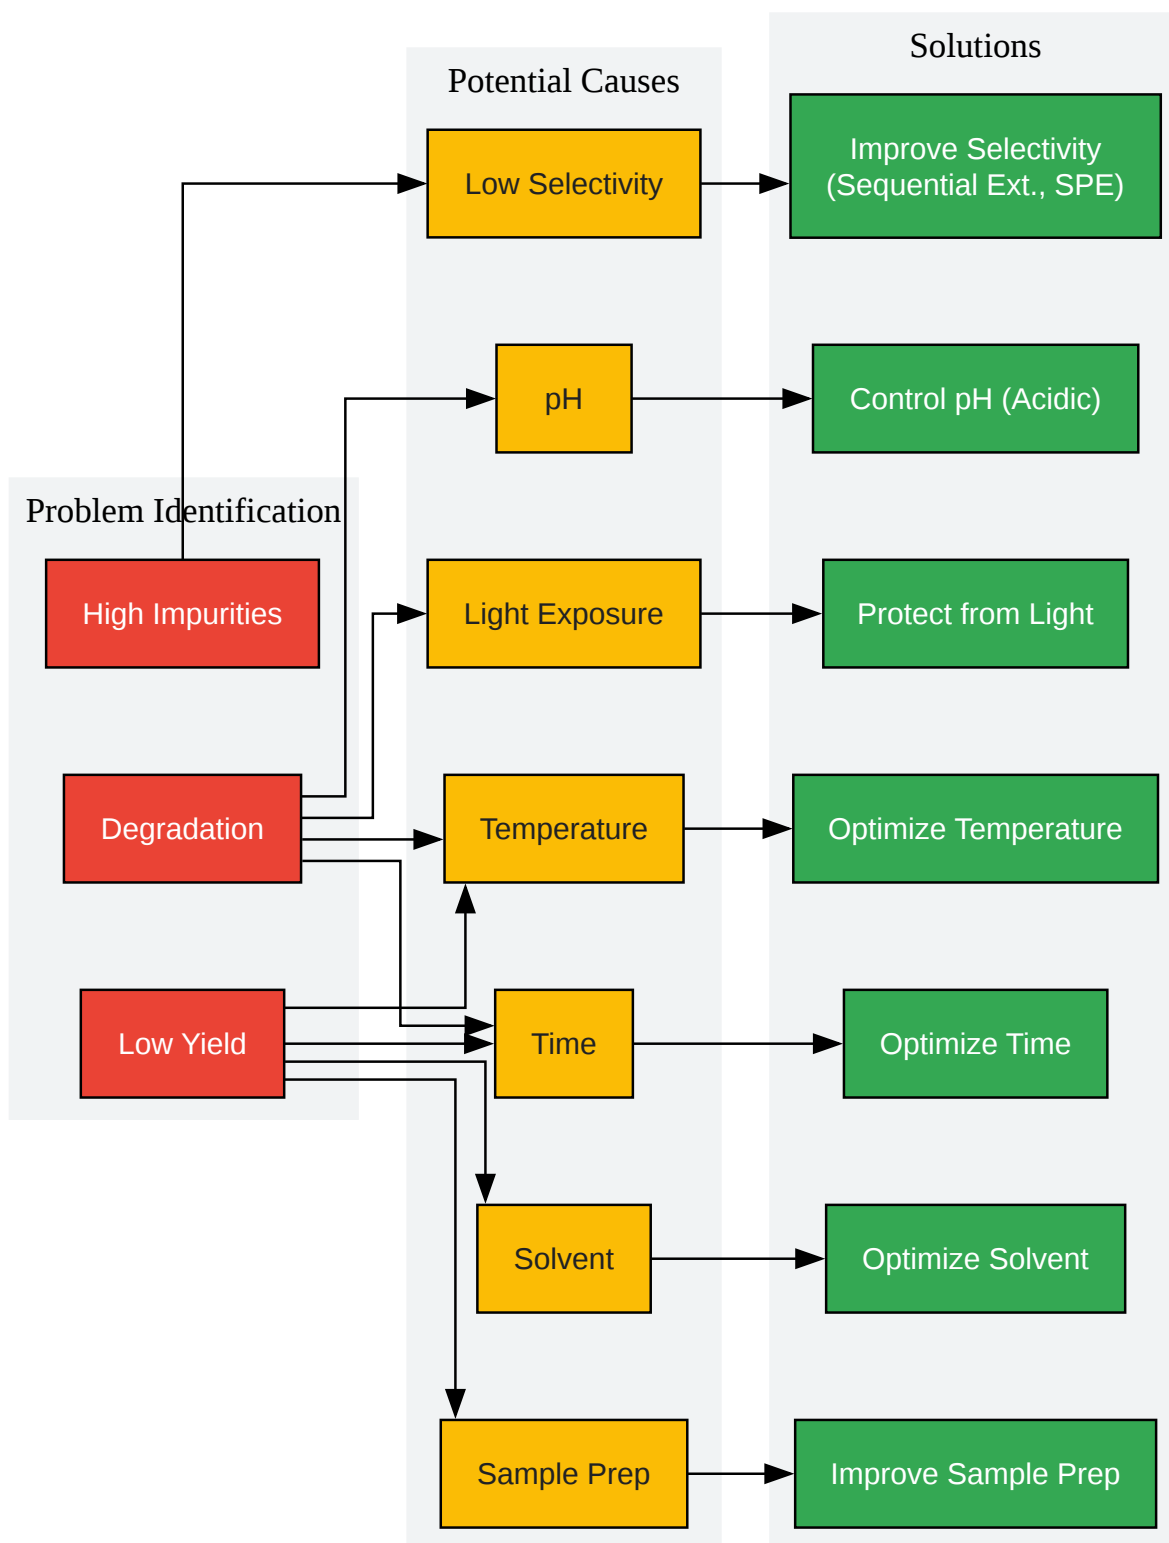 Solutions
Potential Causes
Improve Selectivity
(Sequential Ext., SPE)
Low Selectivity
pH
Control pH (Acidic)
Problem Identification
High Impurities
Light Exposure
Protect from Light
Degradation
Temperature
Optimize Temperature
Low Yield
Time
Optimize Time
Solvent
Optimize Solvent
Sample Prep
Improve Sample Prep